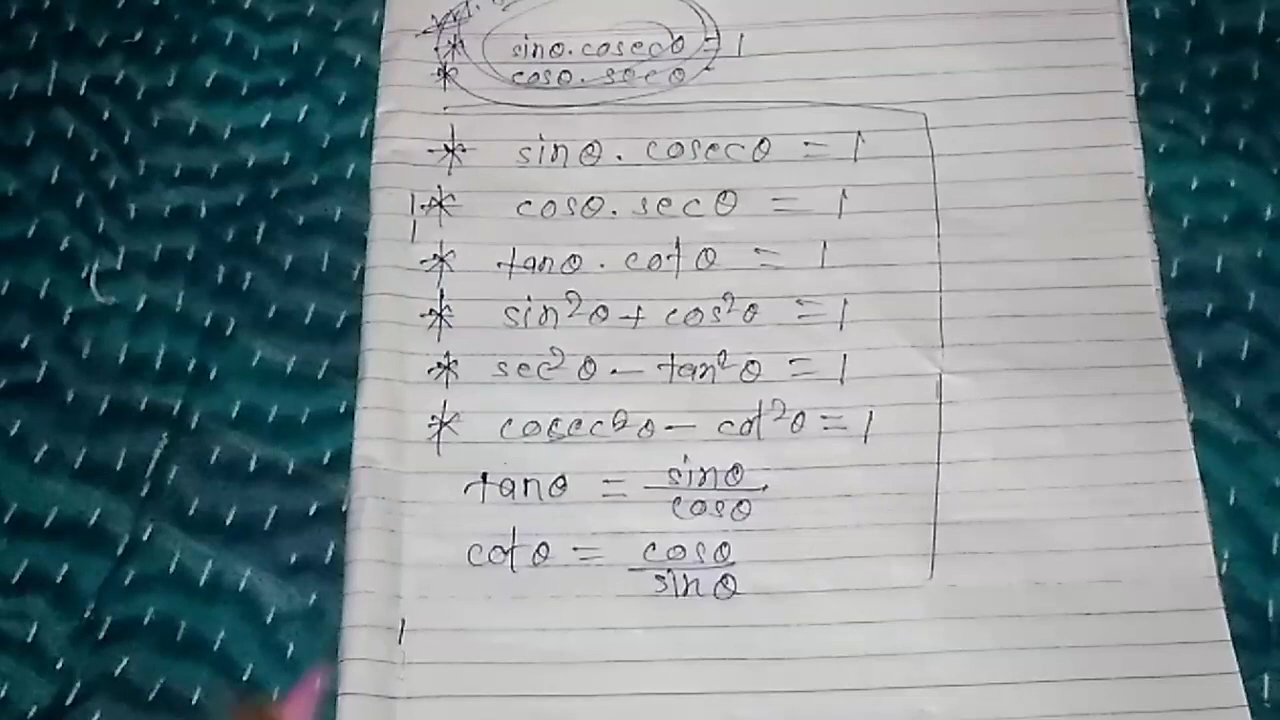 * sinθ.cosecθ = 1
* cosθ.secθ
* sinθ. cosecθ = 1
* cosθ. secθ = 1
* tanθ. cotθ = 1
* sin²θ + cos²θ = 1
* sec²θ - tan²θ = 1
* cosec²θ - cot²θ = 1
tanθ = sinθ/cosθ
cotθ = cosθ/sinθ